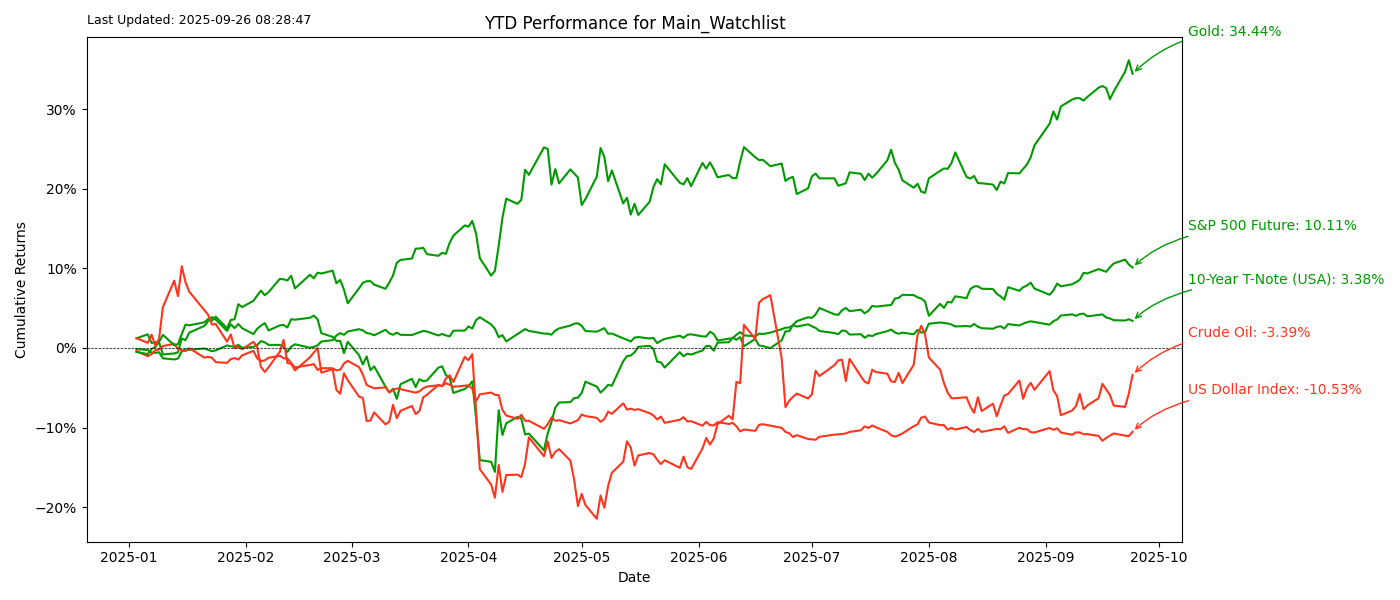 Last Updated: 2025-09-26 08:28:47
YTD Performance for Main_Watchlist
Gold: 34.44%
S&P 500 Future: 10.11%
10-Year T-Note (USA): 3.38%
Crude Oil: -3.39%
US Dollar Index: -10.53%
Cumulative Returns
30%
20%
10%
0%
−10%
−20%
2025-01 2025-02 2025-03 2025-04 2025-05 2025-06 2025-07 2025-08 2025-09 2025-10
Date